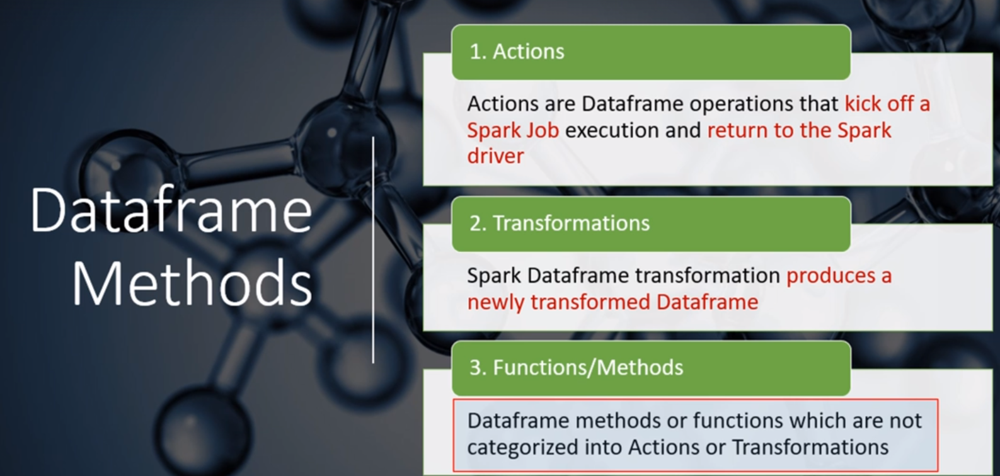 Dataframe
Methods
1. Actions
Actions are Dataframe operations that kick off a
Spark Job execution and return to the Spark
driver
2. Transformations
Spark Dataframe transformation produces a
newly transformed Dataframe
3. Functions/Methods
Dataframe methods or functions which are not
categorized into Actions or Transformations